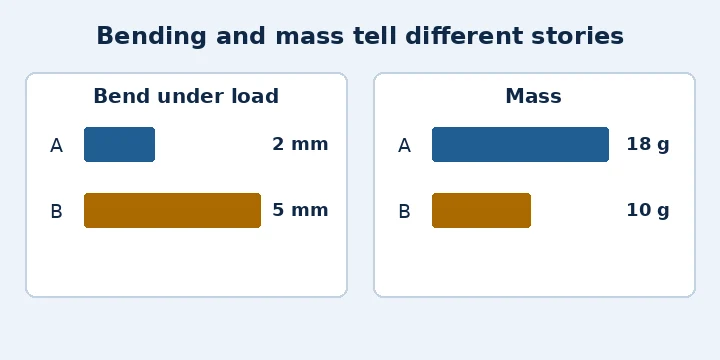 Bending and mass tell different stories
Bend under load
A 2 mm
B 5 mm
Mass
A 18 g
B 10 g